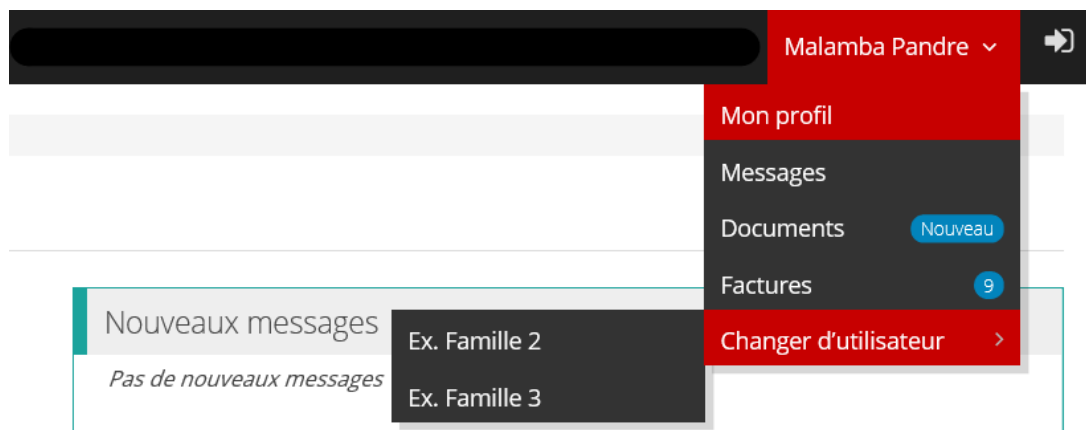 Malamba Pandre
Mon profil
Messages
Documents Nouveau
Factures 9
Changer d’utilisateur
Ex. Famille 2
Ex. Famille 3
Nouveaux messages
Pas de nouveaux messages